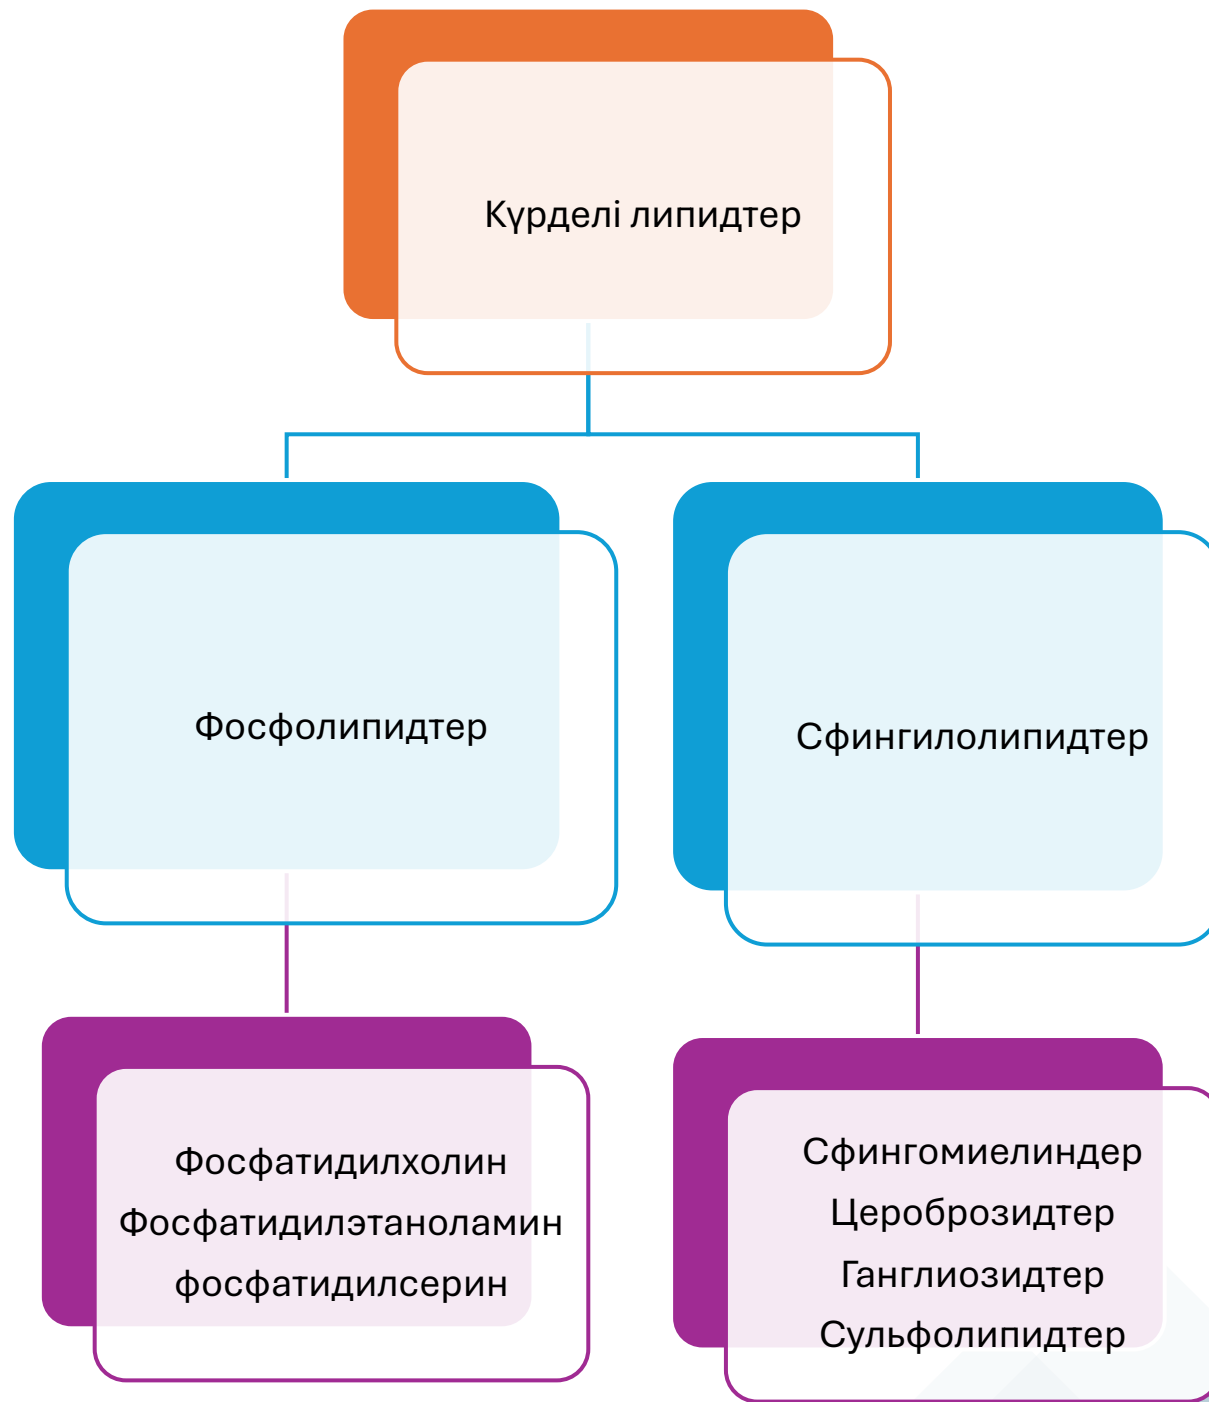 Күрделі липидтер
Фосфолипидтер
Сфингилолипидтер
Фосфатидилхолин
Фосфатидилэтаноламин
фосфатидилсерин
Сфингомиелиндер
Цероброзидтер
Ганглиозидтер
Сульфолипидтер